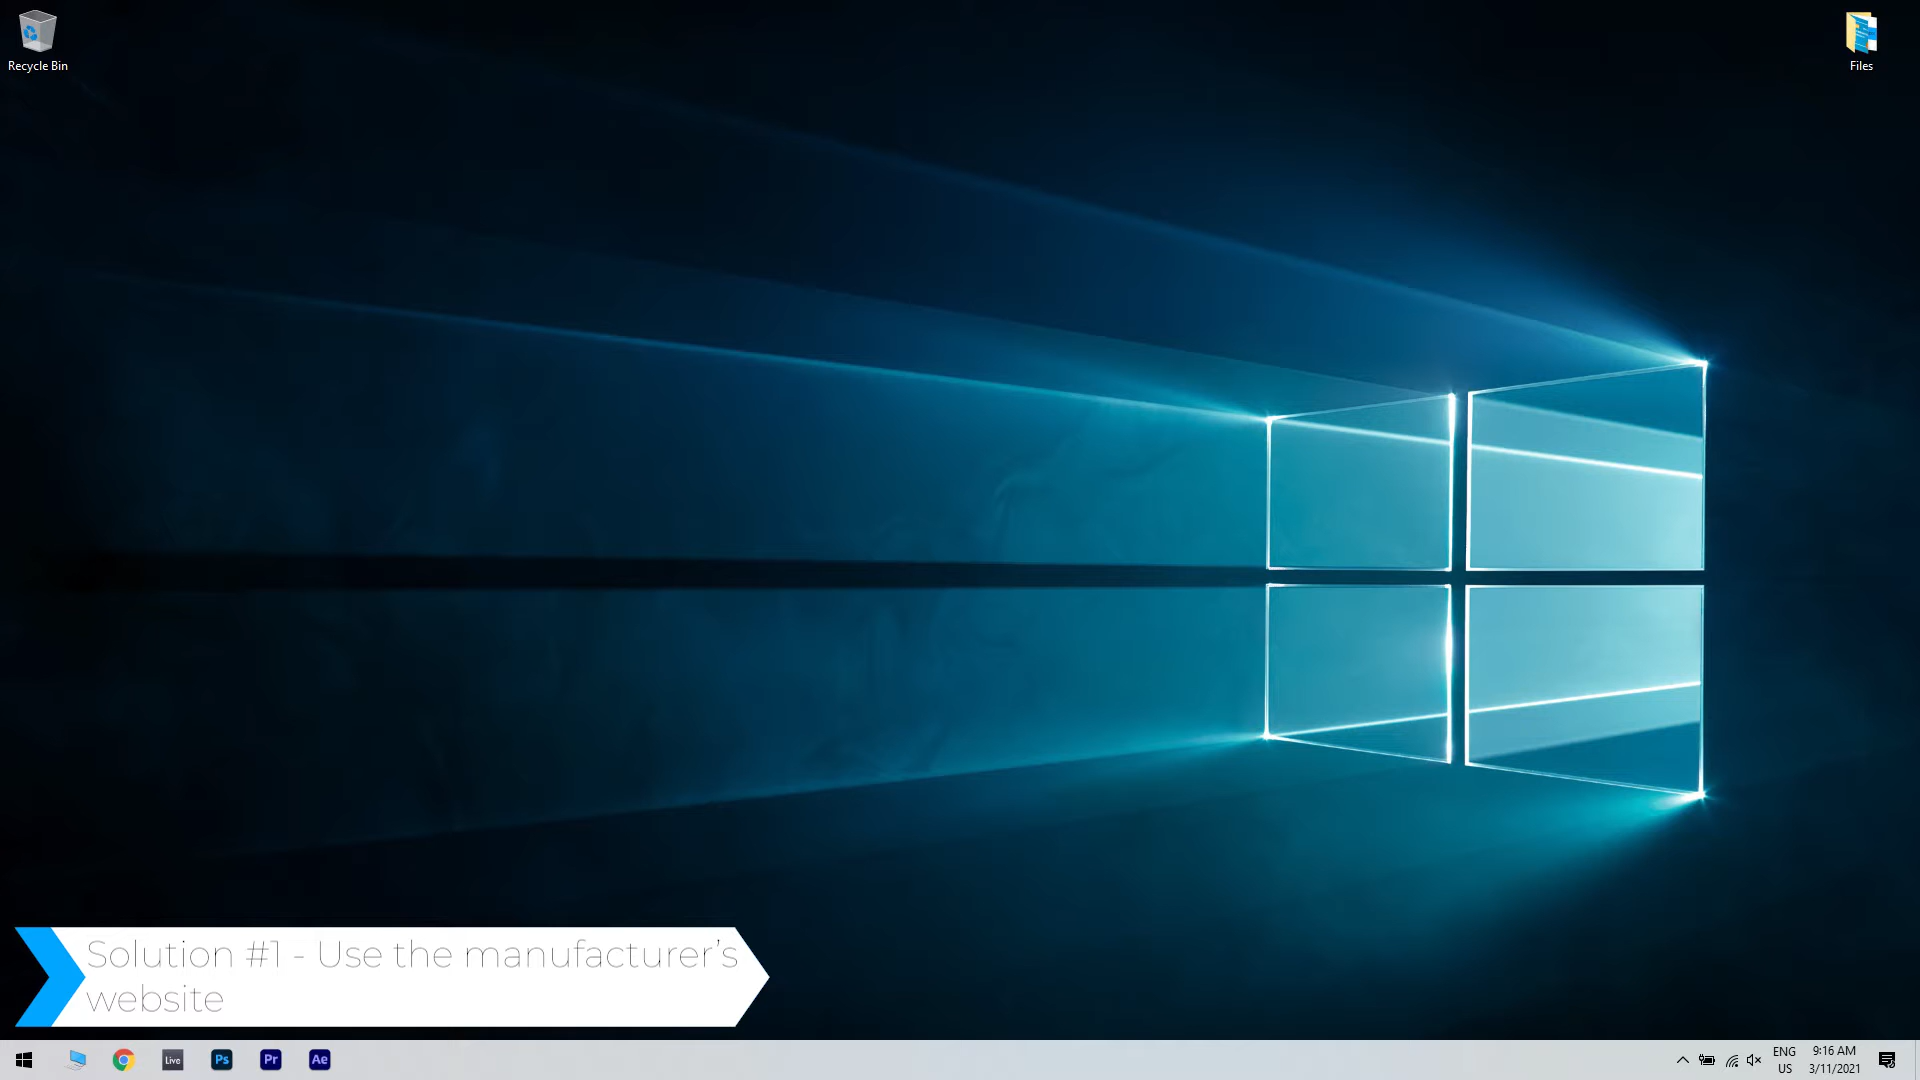 Recycle Bin
Files
Solution #1 - Use the manufacturer’s
website
Live
Ps
Pr
Ae
ENG
US
9:16 AM
3/11/2021